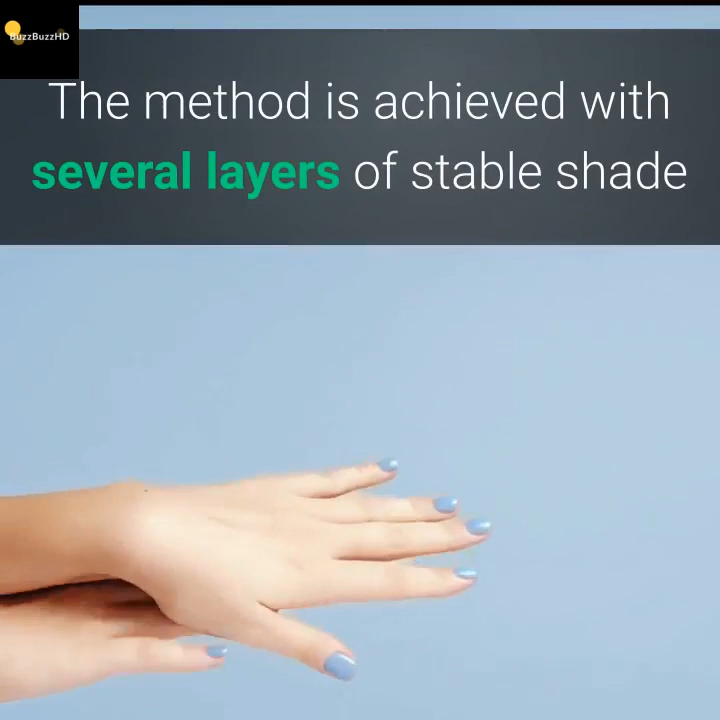 BuzzBuzzHD
The method is achieved with
several layers of stable shade